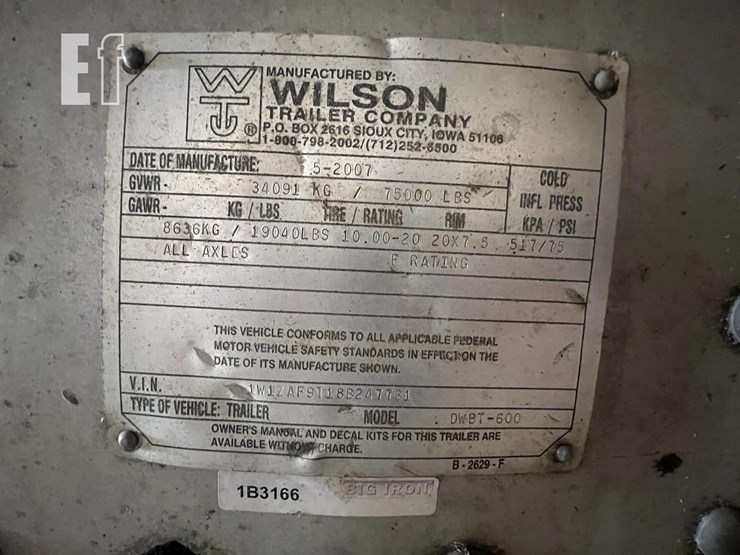 Ef
MANUFACTURED BY:
WILSON
TRAILER COMPANY
P.O. BOX 2616 SIOUX CITY, IOWA 51106
1-800-798-2002/(712)252-6500
DATE OF MANUFACTURE: 5-2007
GVWR- 34091 KG / 75000 LBS
COLD
INFL PRESS
KPA / PSI
GAWR- KG / LBS TIRE / RATING RIM
8636KG / 19040LBS 10.00-20 20X7.5 517/75
ALL AXLES F RATING
THIS VEHICLE CONFORMS TO ALL APPLICABLE FEDERAL
MOTOR VEHICLE SAFETY STANDARDS IN EFFECT ON THE
DATE OF ITS MANUFACTURE SHOWN.
V.I.N. 1W1ZAF9T18B247731
TYPE OF VEHICLE: TRAILER MODEL DWBT-600
OWNER'S MANUAL AND DECAL KITS FOR THIS TRAILER ARE
AVAILABLE WITHOUT CHARGE.
B - 2629 - F
1B3166 BIG IRON